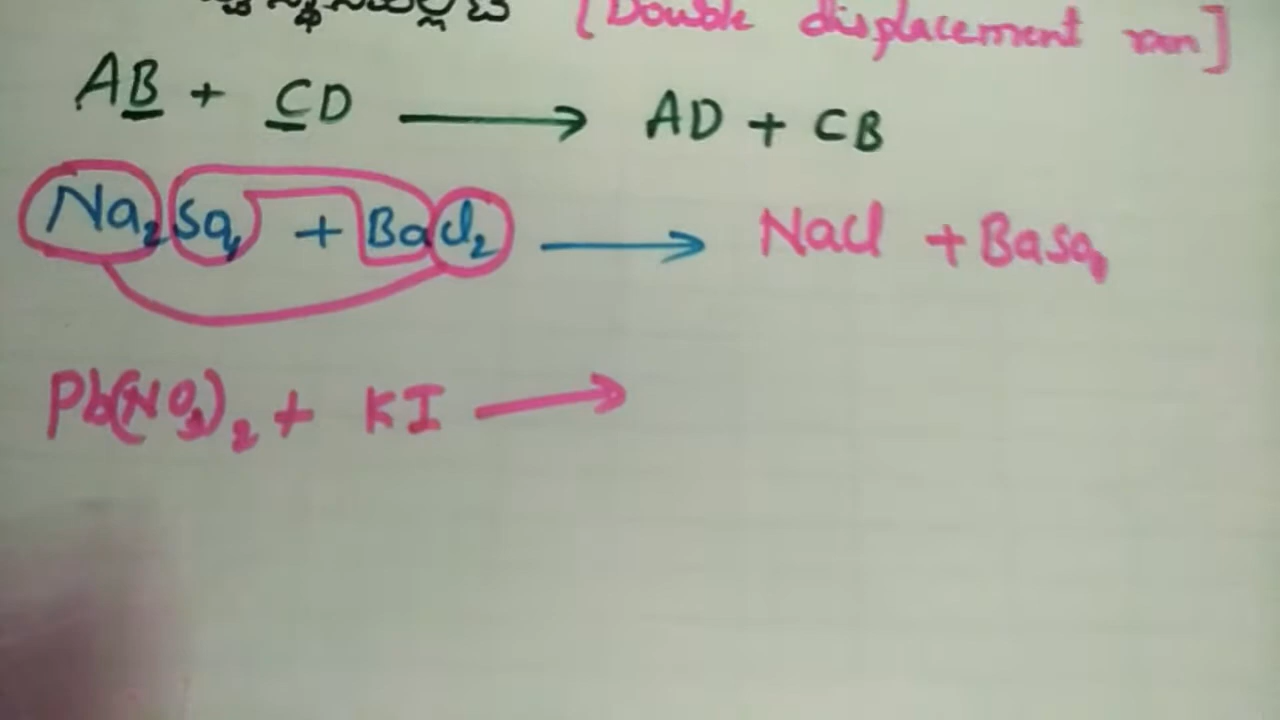 [Double displacement rxn]
AB + CD ⟶ AD + CB
Na₂SO₄ + BaCl₂ ⟶ NaCl + BaSO₄
Pb(NO₃)₂ + KI ⟶